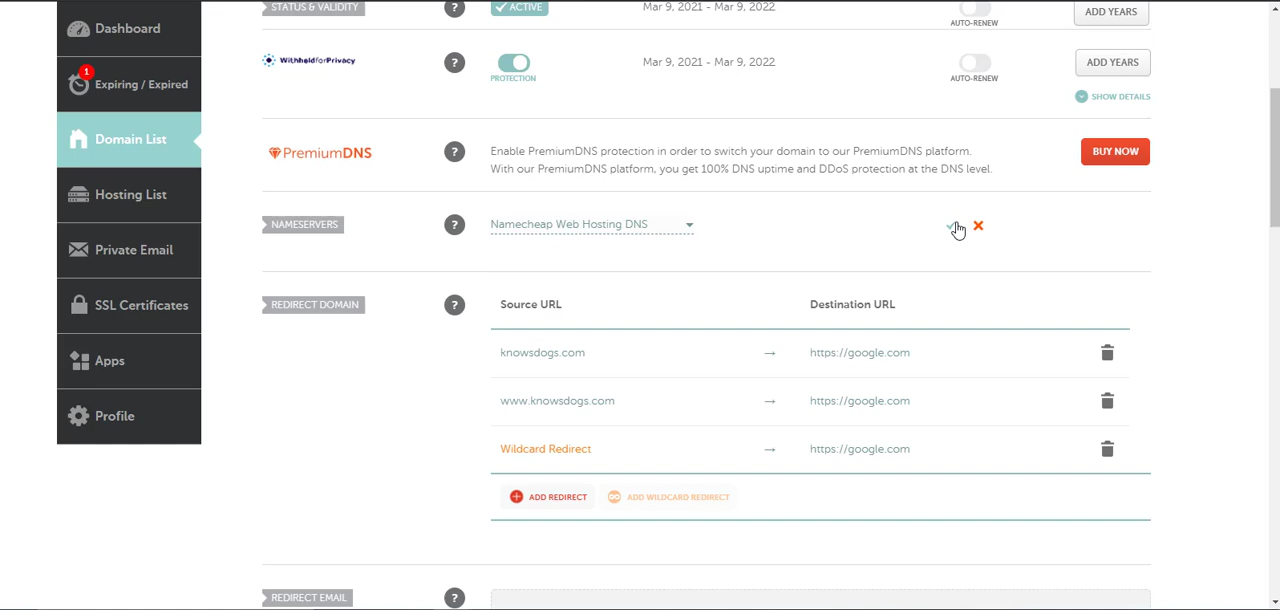 Dashboard
1
Expiring / Expired
Domain List
Hosting List
Private Email
SSL Certificates
Apps
Profile
STATUS & VALIDITY
?
ACTIVE
Mar 9, 2021 - Mar 9, 2022
AUTO-RENEW
ADD YEARS
WithheldforPrivacy
?
PROTECTION
Mar 9, 2021 - Mar 9, 2022
AUTO-RENEW
ADD YEARS
SHOW DETAILS
PremiumDNS
?
Enable PremiumDNS protection in order to switch your domain to our PremiumDNS platform.
With our PremiumDNS platform, you get 100% DNS uptime and DDoS protection at the DNS level.
BUY NOW
NAMESERVERS
?
Namecheap Web Hosting DNS
REDIRECT DOMAIN
?
Source URL
Destination URL
knowsdogs.com → https://google.com
www.knowsdogs.com → https://google.com
Wildcard Redirect → https://google.com
ADD REDIRECT
ADD WILDCARD REDIRECT
REDIRECT EMAIL
?